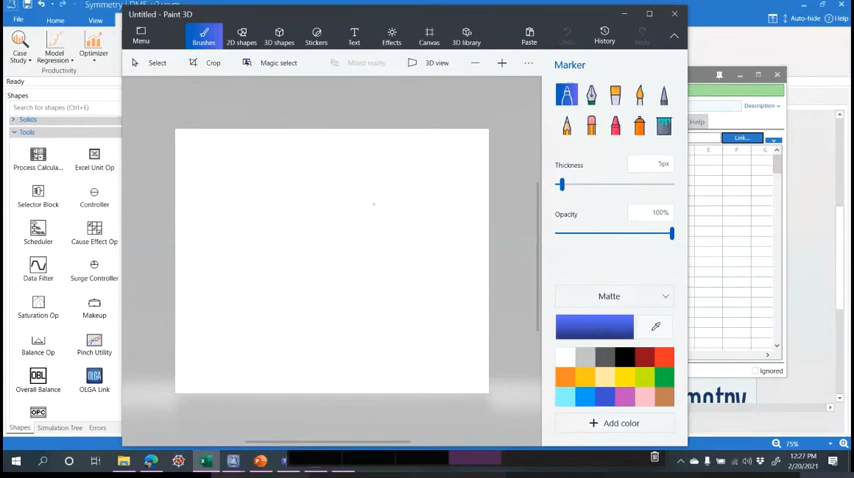 Symmetry
Auto-hide
Help
File
Home
View
Case
Study
Model
Regression
Optimizer
Productivity
Ready
Shapes
Search for shapes (Ctrl+E)
Solids
Tools
Process Calcula...
Excel Unit Op
Selector Block
Controller
Scheduler
Cause Effect Op
Data Filter
Surge Controller
Saturation Op
Makeup
Balance Op
Pinch Utility
OBL
Overall Balance
OLGA Link
OPC
Shapes
Simulation Tree
Errors
Untitled - Paint 3D
Menu
Brushes
2D shapes
3D shapes
Stickers
Text
Effects
Canvas
3D library
Paste
Undo
History
Redo
Select
Crop
Magic select
Mixed reality
3D view
Marker
Thickness
5px
Opacity
100%
Matte
Add color
Description
Help
Link...
E
F
G
Ignored
75%
12:27 PM
2/20/2021